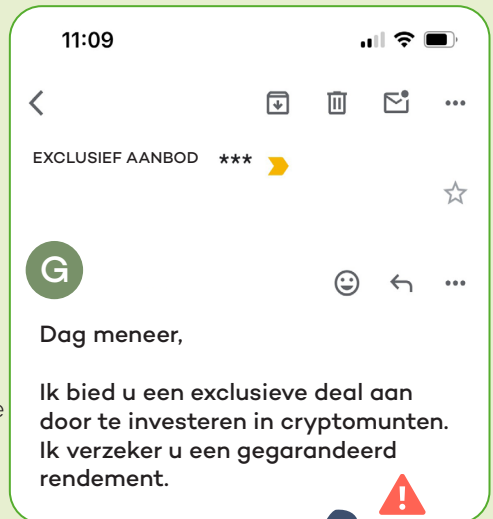 11:09
EXCLUSIEF AANBOD ***
G
Dag meneer,
Ik bied u een exclusieve deal aan
door te investeren in cryptomunten.
Ik verzeker u een gegarandeerd
rendement.